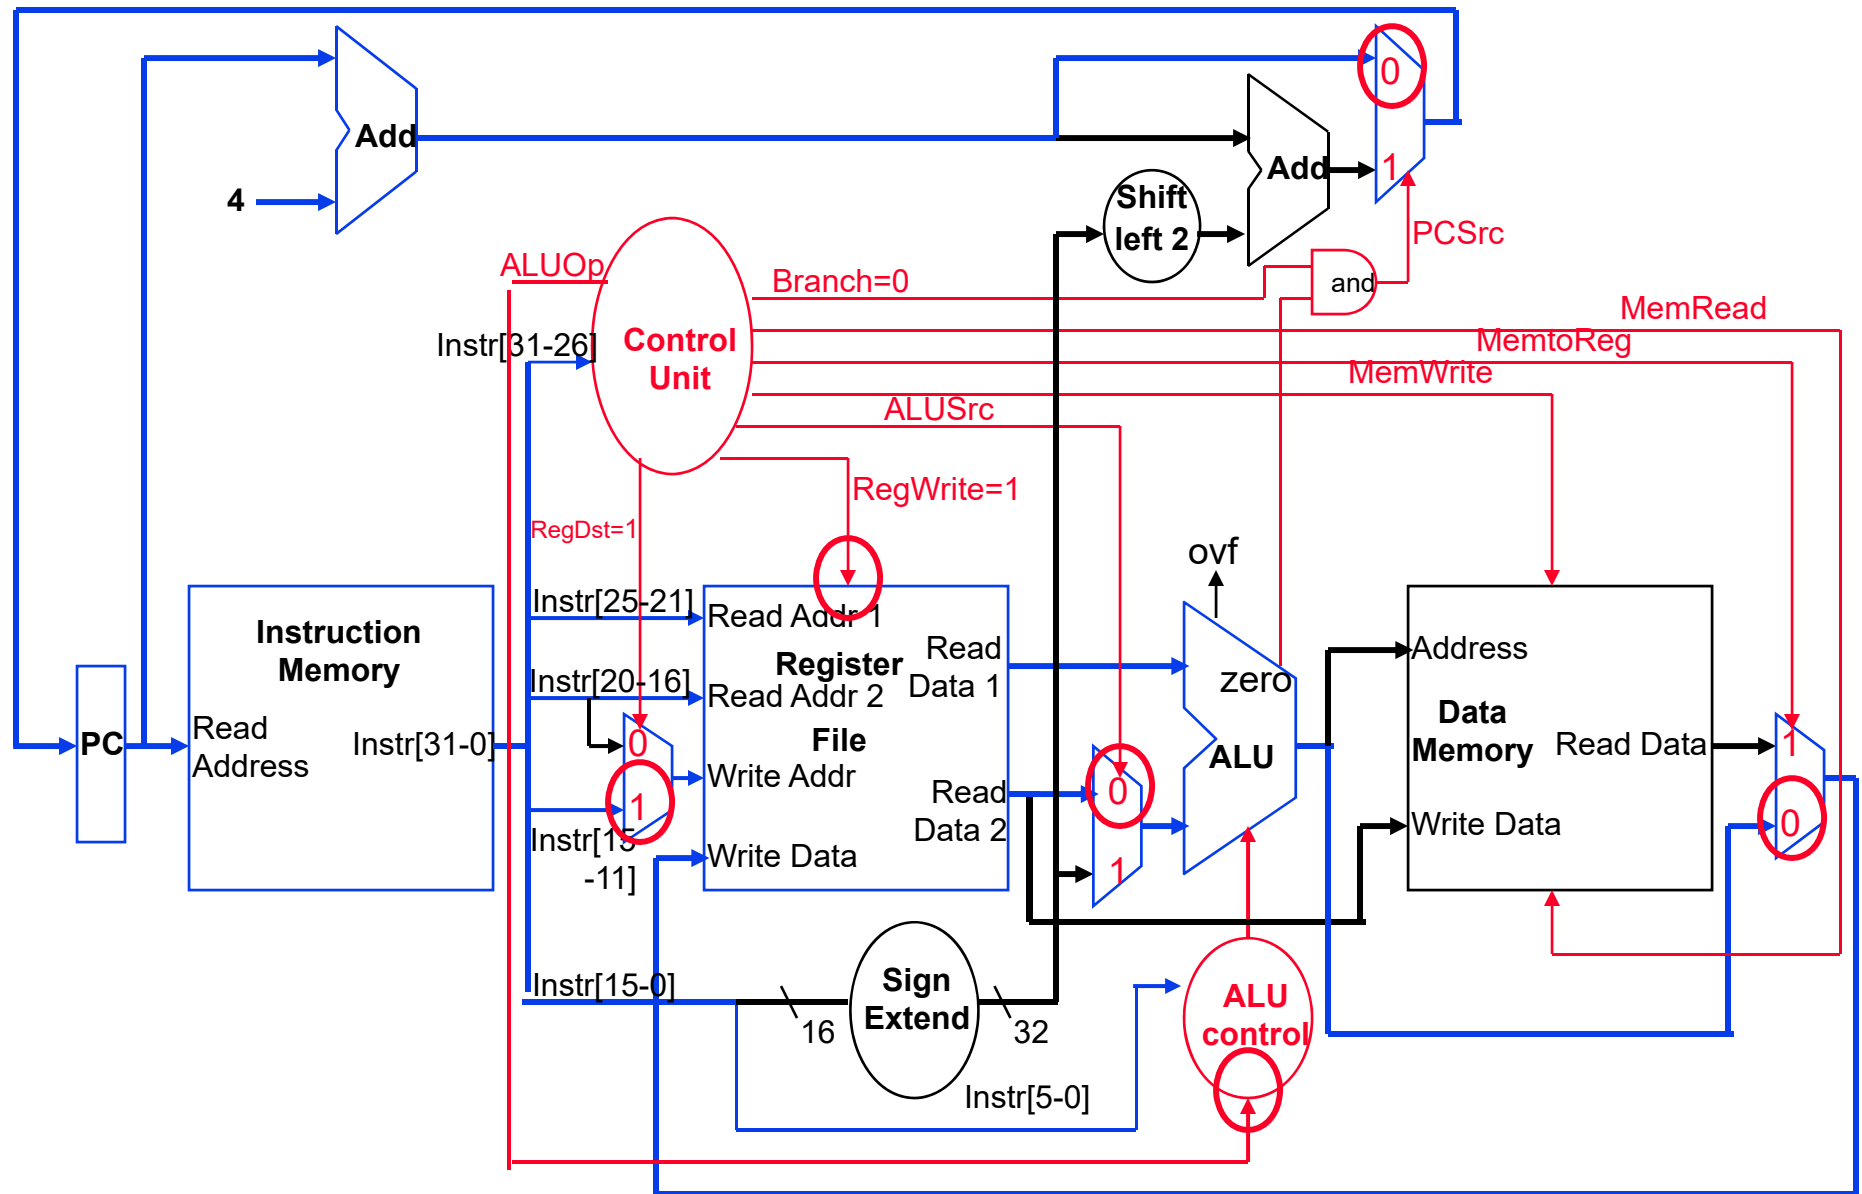 0
Add
1
Add
4
Shift
left 2
PCSrc
ALUOp
Branch=0
and
MemRead
Instr[31-26]
Control
Unit
MemtoReg
MemWrite
ALUSrc
RegWrite=1
RegDst=1
ovf
Instruction
Memory
Instr[25-21]
Read Addr 1
Read
Data 1
Register
File
Address
Instr[20-16]
Read Addr 2
zero
Data
Memory
PC
Read
Address
Instr[31-0]
0
Write Addr
ALU
Read Data
1
1
Read
Data 2
0
0
Instr[15
-11]
Write Data
1
Write Data
Instr[15-0]
Sign
Extend
16
32
ALU
control
Instr[5-0]